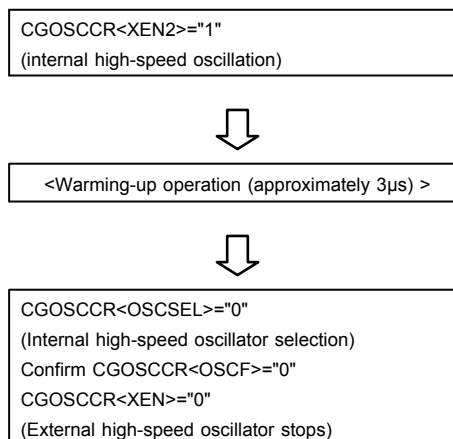 CGOSCCR<XEN2>="1"
(internal high-speed oscillation)
<Warming-up operation (approximately 3µs) >
CGOSCCR<OSCSEL>="0"
(Internal high-speed oscillator selection)
Confirm CGOSCCR<OSCF>="0"
CGOSCCR<XEN>="0"
(External high-speed oscillator stops)